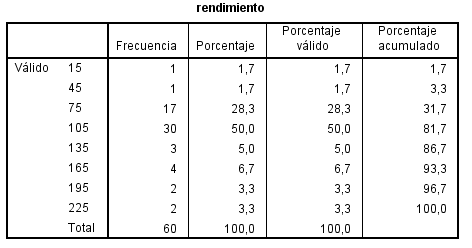 rendimiento
Frecuencia Porcentaje Porcentaje válido Porcentaje acumulado
Válido 15 1 1,7 1,7 1,7
45 1 1,7 1,7 3,3
75 17 28,3 28,3 31,7
105 30 50,0 50,0 81,7
135 3 5,0 5,0 86,7
165 4 6,7 6,7 93,3
195 2 3,3 3,3 96,7
225 2 3,3 3,3 100,0
Total 60 100,0 100,0